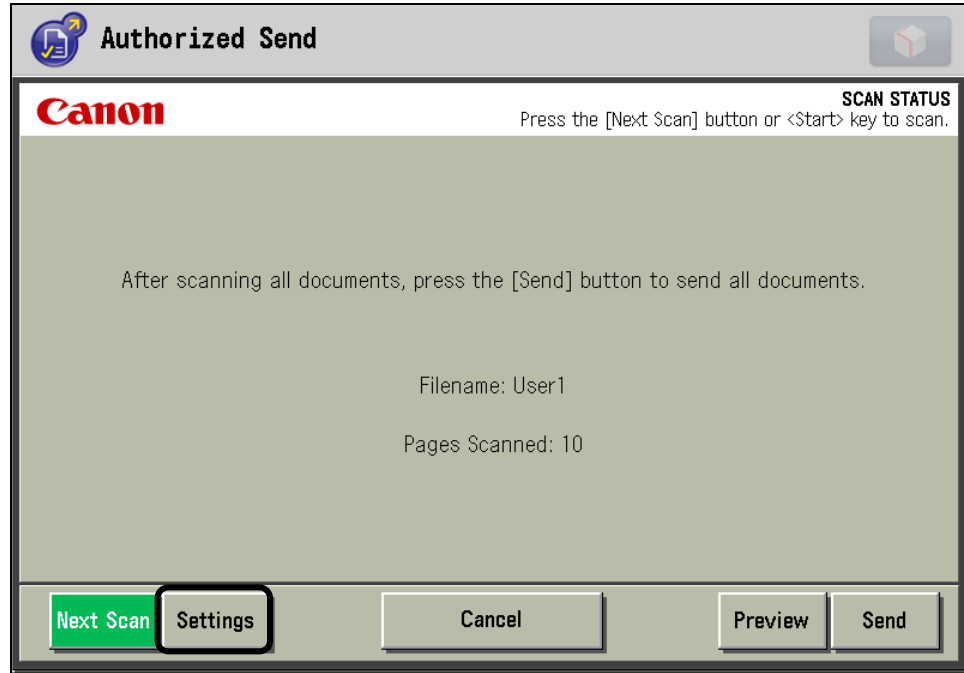 Authorized Send
Canon
SCAN STATUS
Press the [Next Scan] button or <Start> key to scan.
After scanning all documents, press the [Send] button to send all documents.
Filename: User1
Pages Scanned: 10
Next Scan
Settings
Cancel
Preview
Send